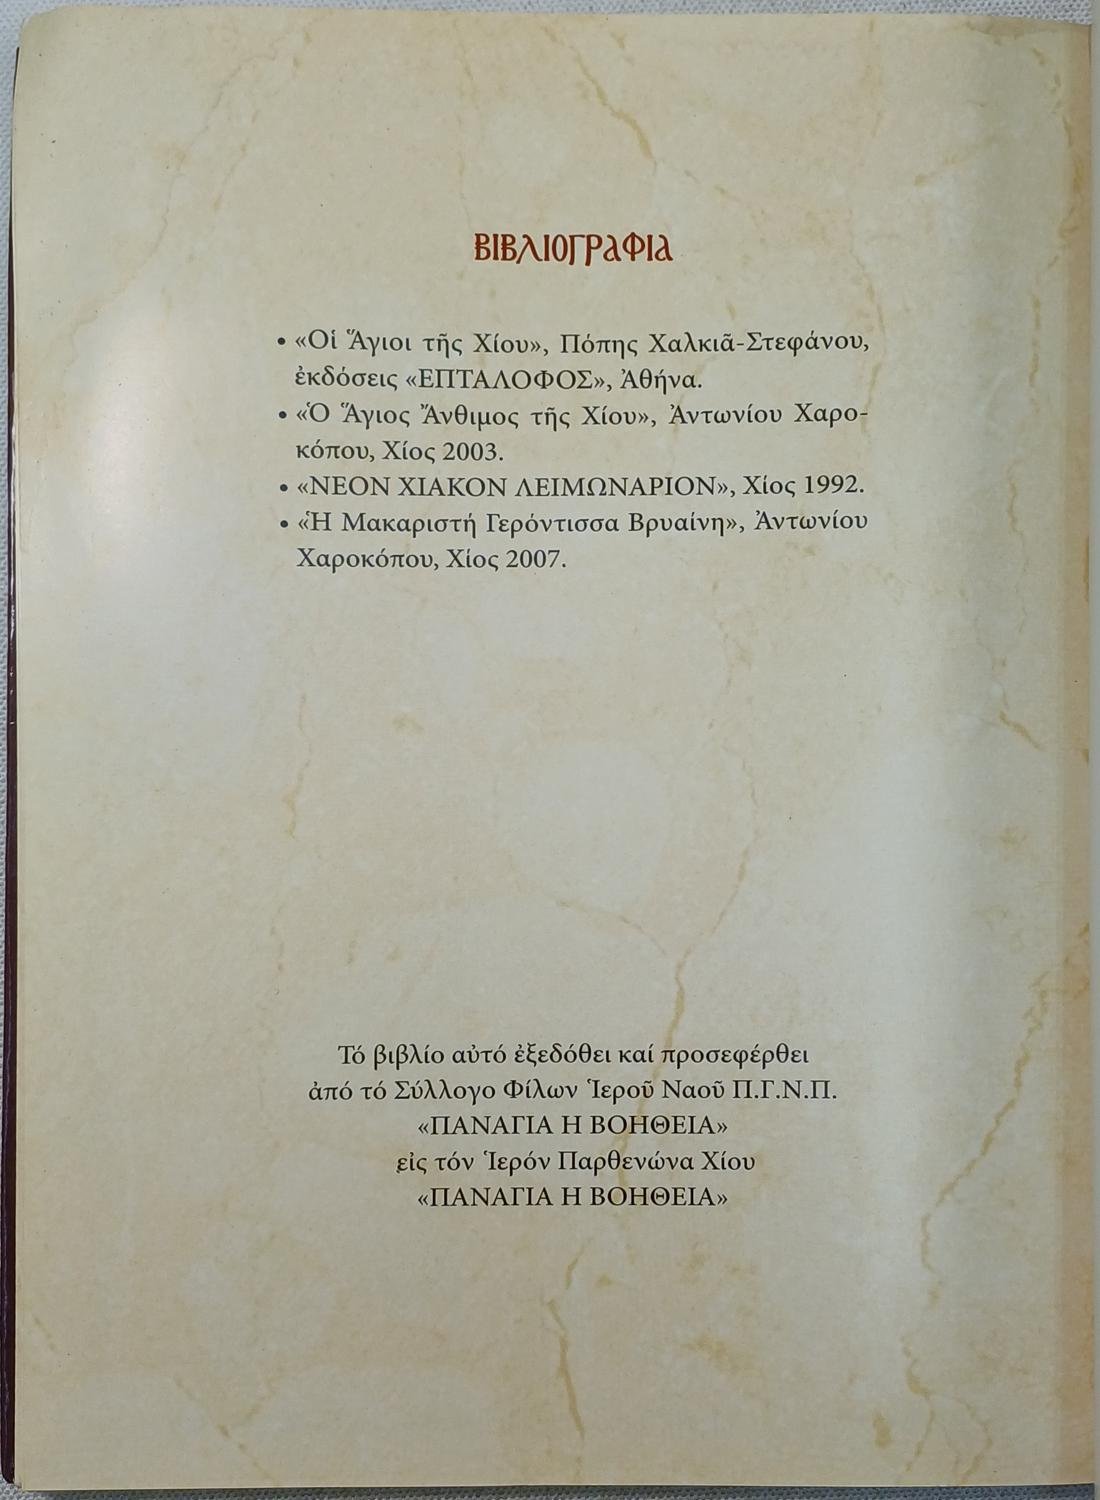 ΒΙΒΛΙΟΓΡΑΦΙΑ
• «Οἱ Ἅγιοι τῆς Χίου», Πόπης Χαλκιᾶ-Στεφάνου,
ἐκδόσεις «ΕΠΤΑΛΟΦΟΣ», Ἀθήνα.
• «Ὁ Ἅγιος Ἄνθιμος τῆς Χίου», Ἀντωνίου Χαρο-
κόπου, Χίος 2003.
• «ΝΕΟΝ ΧΙΑΚΟΝ ΛΕΙΜΩΝΑΡΙΟΝ», Χίος 1992.
• «Ἡ Μακαριστή Γερόντισσα Βρυαίνη», Ἀντωνίου
Χαροκόπου, Χίος 2007.
Τό βιβλίο αὐτό ἐξεδόθει καί προσεφέρθει
ἀπό τό Σύλλογο Φίλων Ἱεροῦ Ναοῦ Π.Γ.Ν.Π.
«ΠΑΝΑΓΙΑ Η ΒΟΗΘΕΙΑ»
εἰς τόν Ἱερόν Παρθενώνα Χίου
«ΠΑΝΑΓΙΑ Η ΒΟΗΘΕΙΑ»